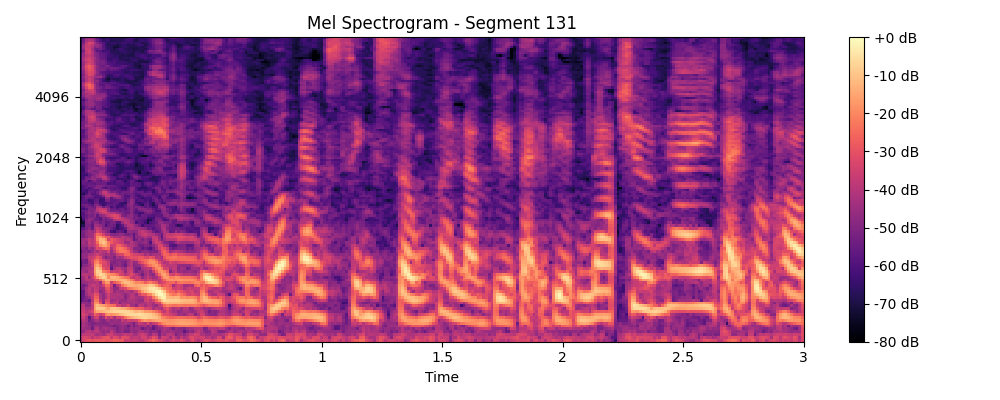 Mel Spectrogram - Segment 131
+0 dB
-10 dB
-20 dB
-30 dB
-40 dB
-50 dB
-60 dB
-70 dB
-80 dB
4096
2048
1024
512
0
Frequency
0
0.5
1
1.5
2
2.5
3
Time